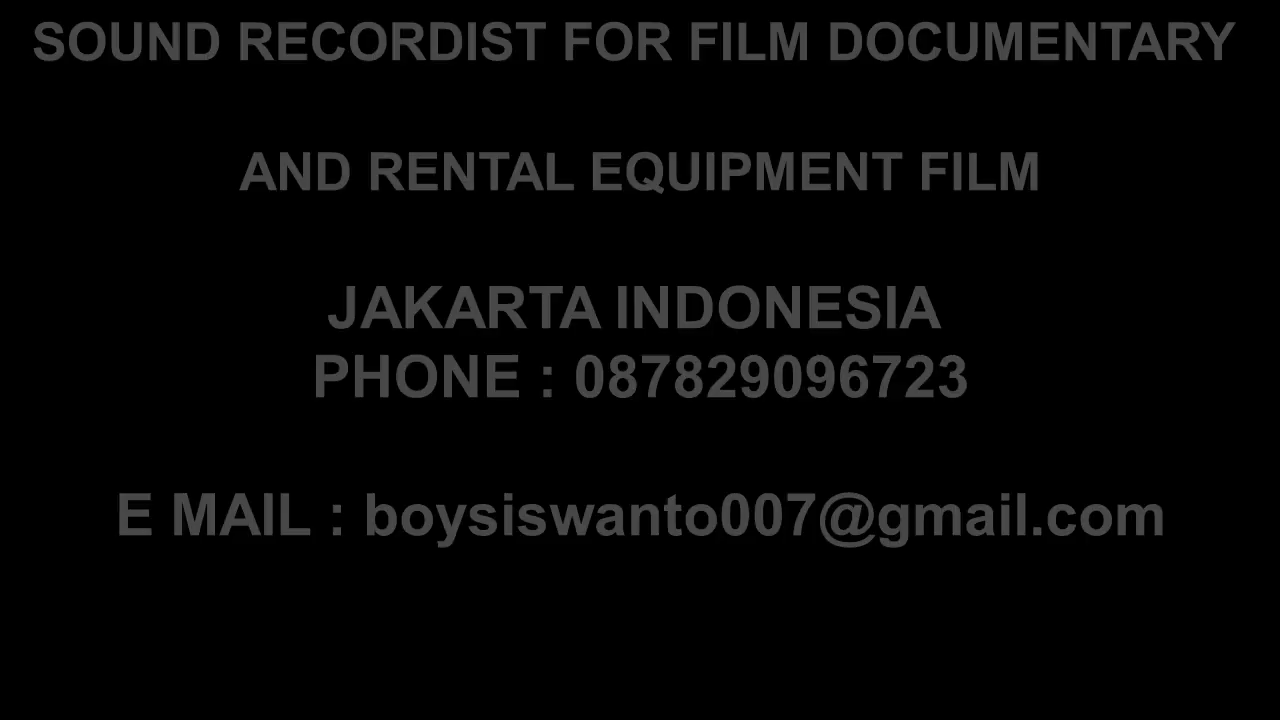 SOUND RECORDIST FOR FILM DOCUMENTARY
AND RENTAL EQUIPMENT FILM
JAKARTA INDONESIA
PHONE : 087829096723
E MAIL : boysiswanto007@gmail.com